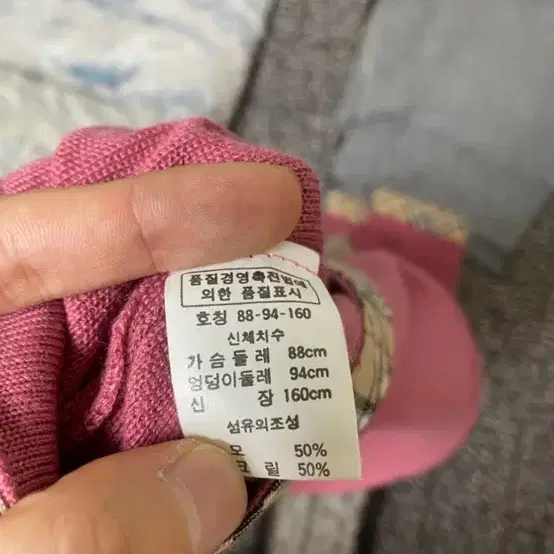 품질경영촉진법에
의한 품질표시
호칭 88-94-160
신체치수
가슴둘레 88cm
엉덩이둘레 94cm
신 장 160cm
섬유의조성
모 50%
크릴 50%